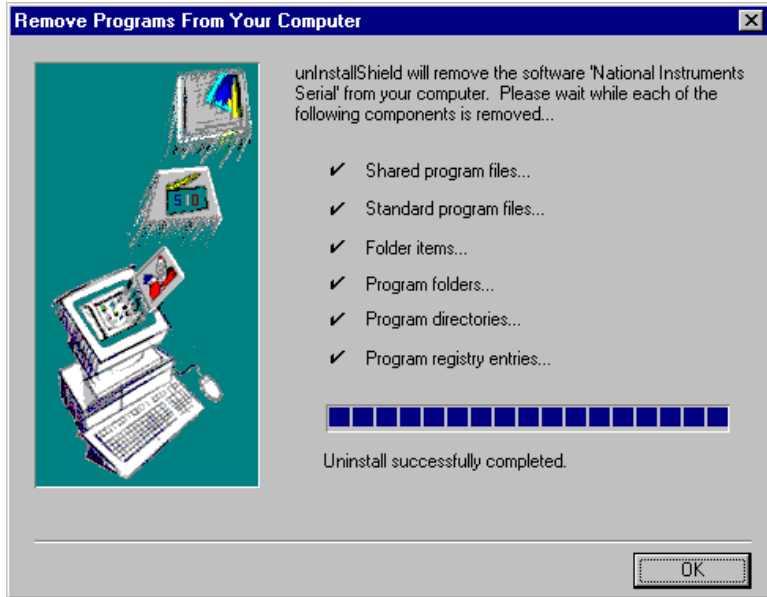 Remove Programs From Your Computer
unInstallShield will remove the software 'National Instruments
Serial' from your computer. Please wait while each of the
following components is removed...
Shared program files...
Standard program files...
510
Folder items...
Program folders...
Program directories...
Program registry entries...
Uninstall successfully completed.
OK